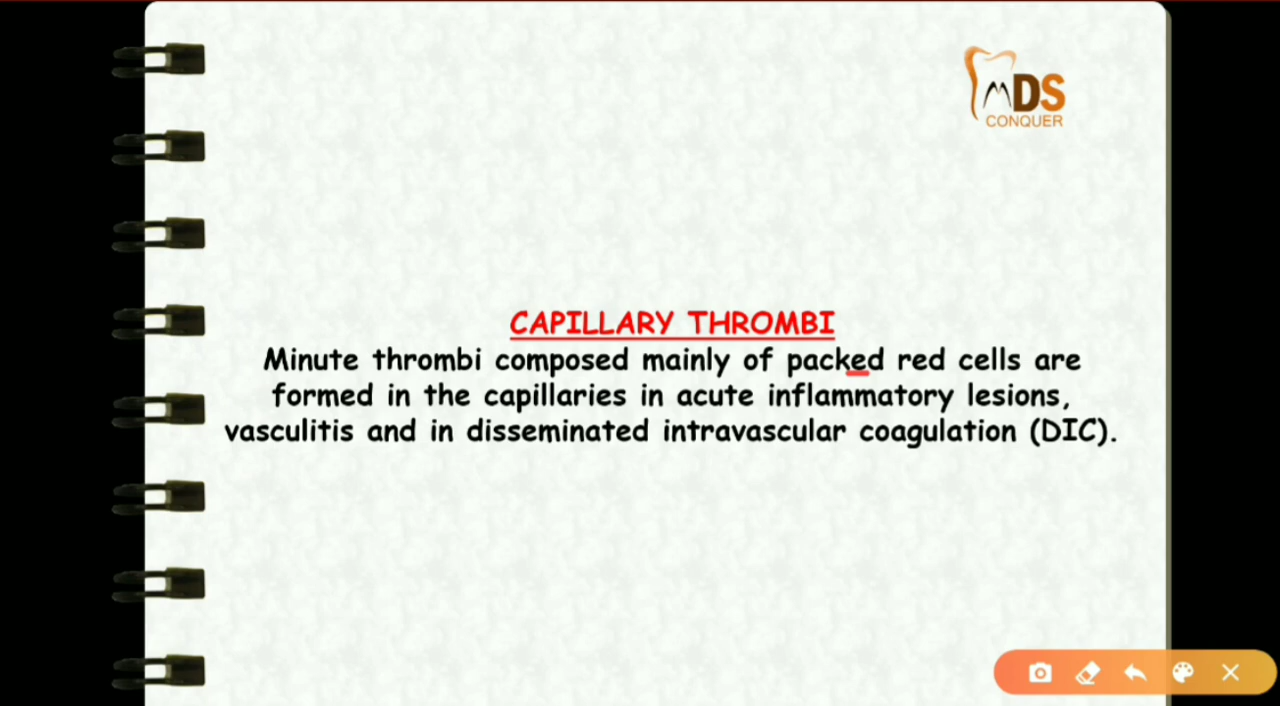 MDS
CONQUER
CAPILLARY THROMBI
Minute thrombi composed mainly of packed red cells are
formed in the capillaries in acute inflammatory lesions,
vasculitis and in disseminated intravascular coagulation (DIC).